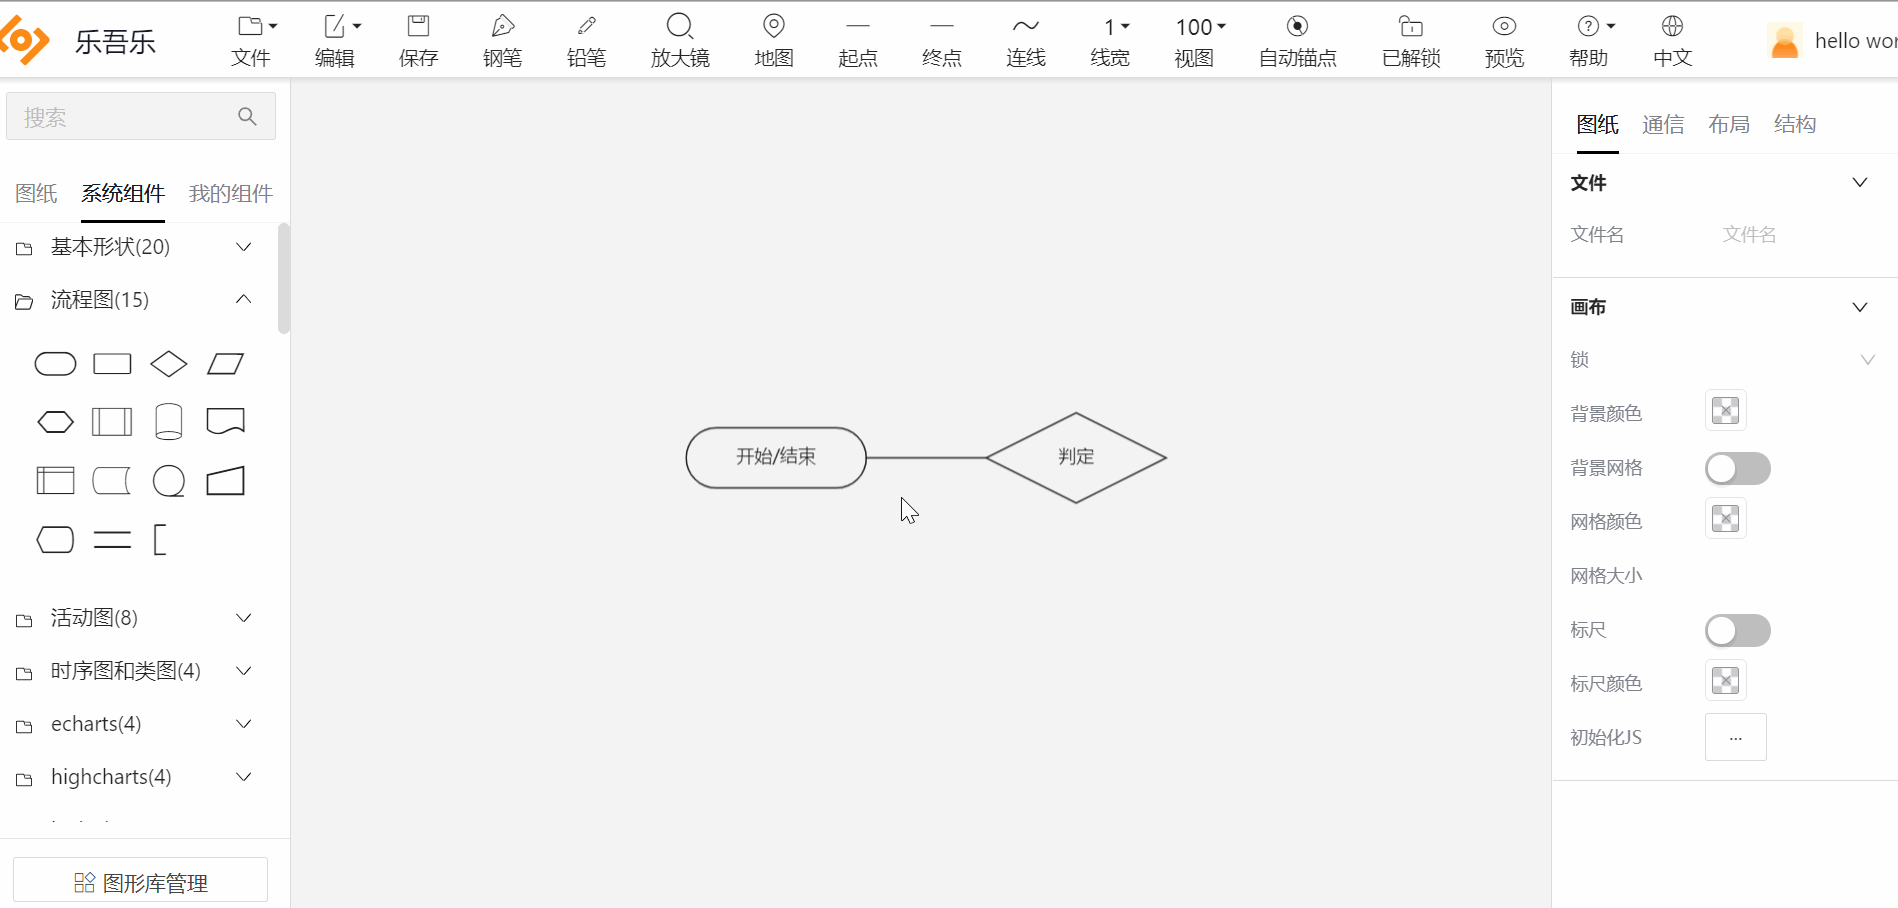 乐吾乐
文件
编辑
保存
钢笔
铅笔
放大镜
地图
起点
终点
连线
1
线宽
100
视图
自动锚点
已解锁
预览
帮助
中文
hello wor
搜索
图纸 系统组件 我的组件
基本形状(20)
流程图(15)
活动图(8)
时序图和类图(4)
echarts(4)
highcharts(4)
图形库管理
开始/结束
判定
图纸 通信 布局 结构
文件
文件名 文件名
画布
锁
背景颜色
背景网格
网格颜色
网格大小
标尺
标尺颜色
初始化JS ...